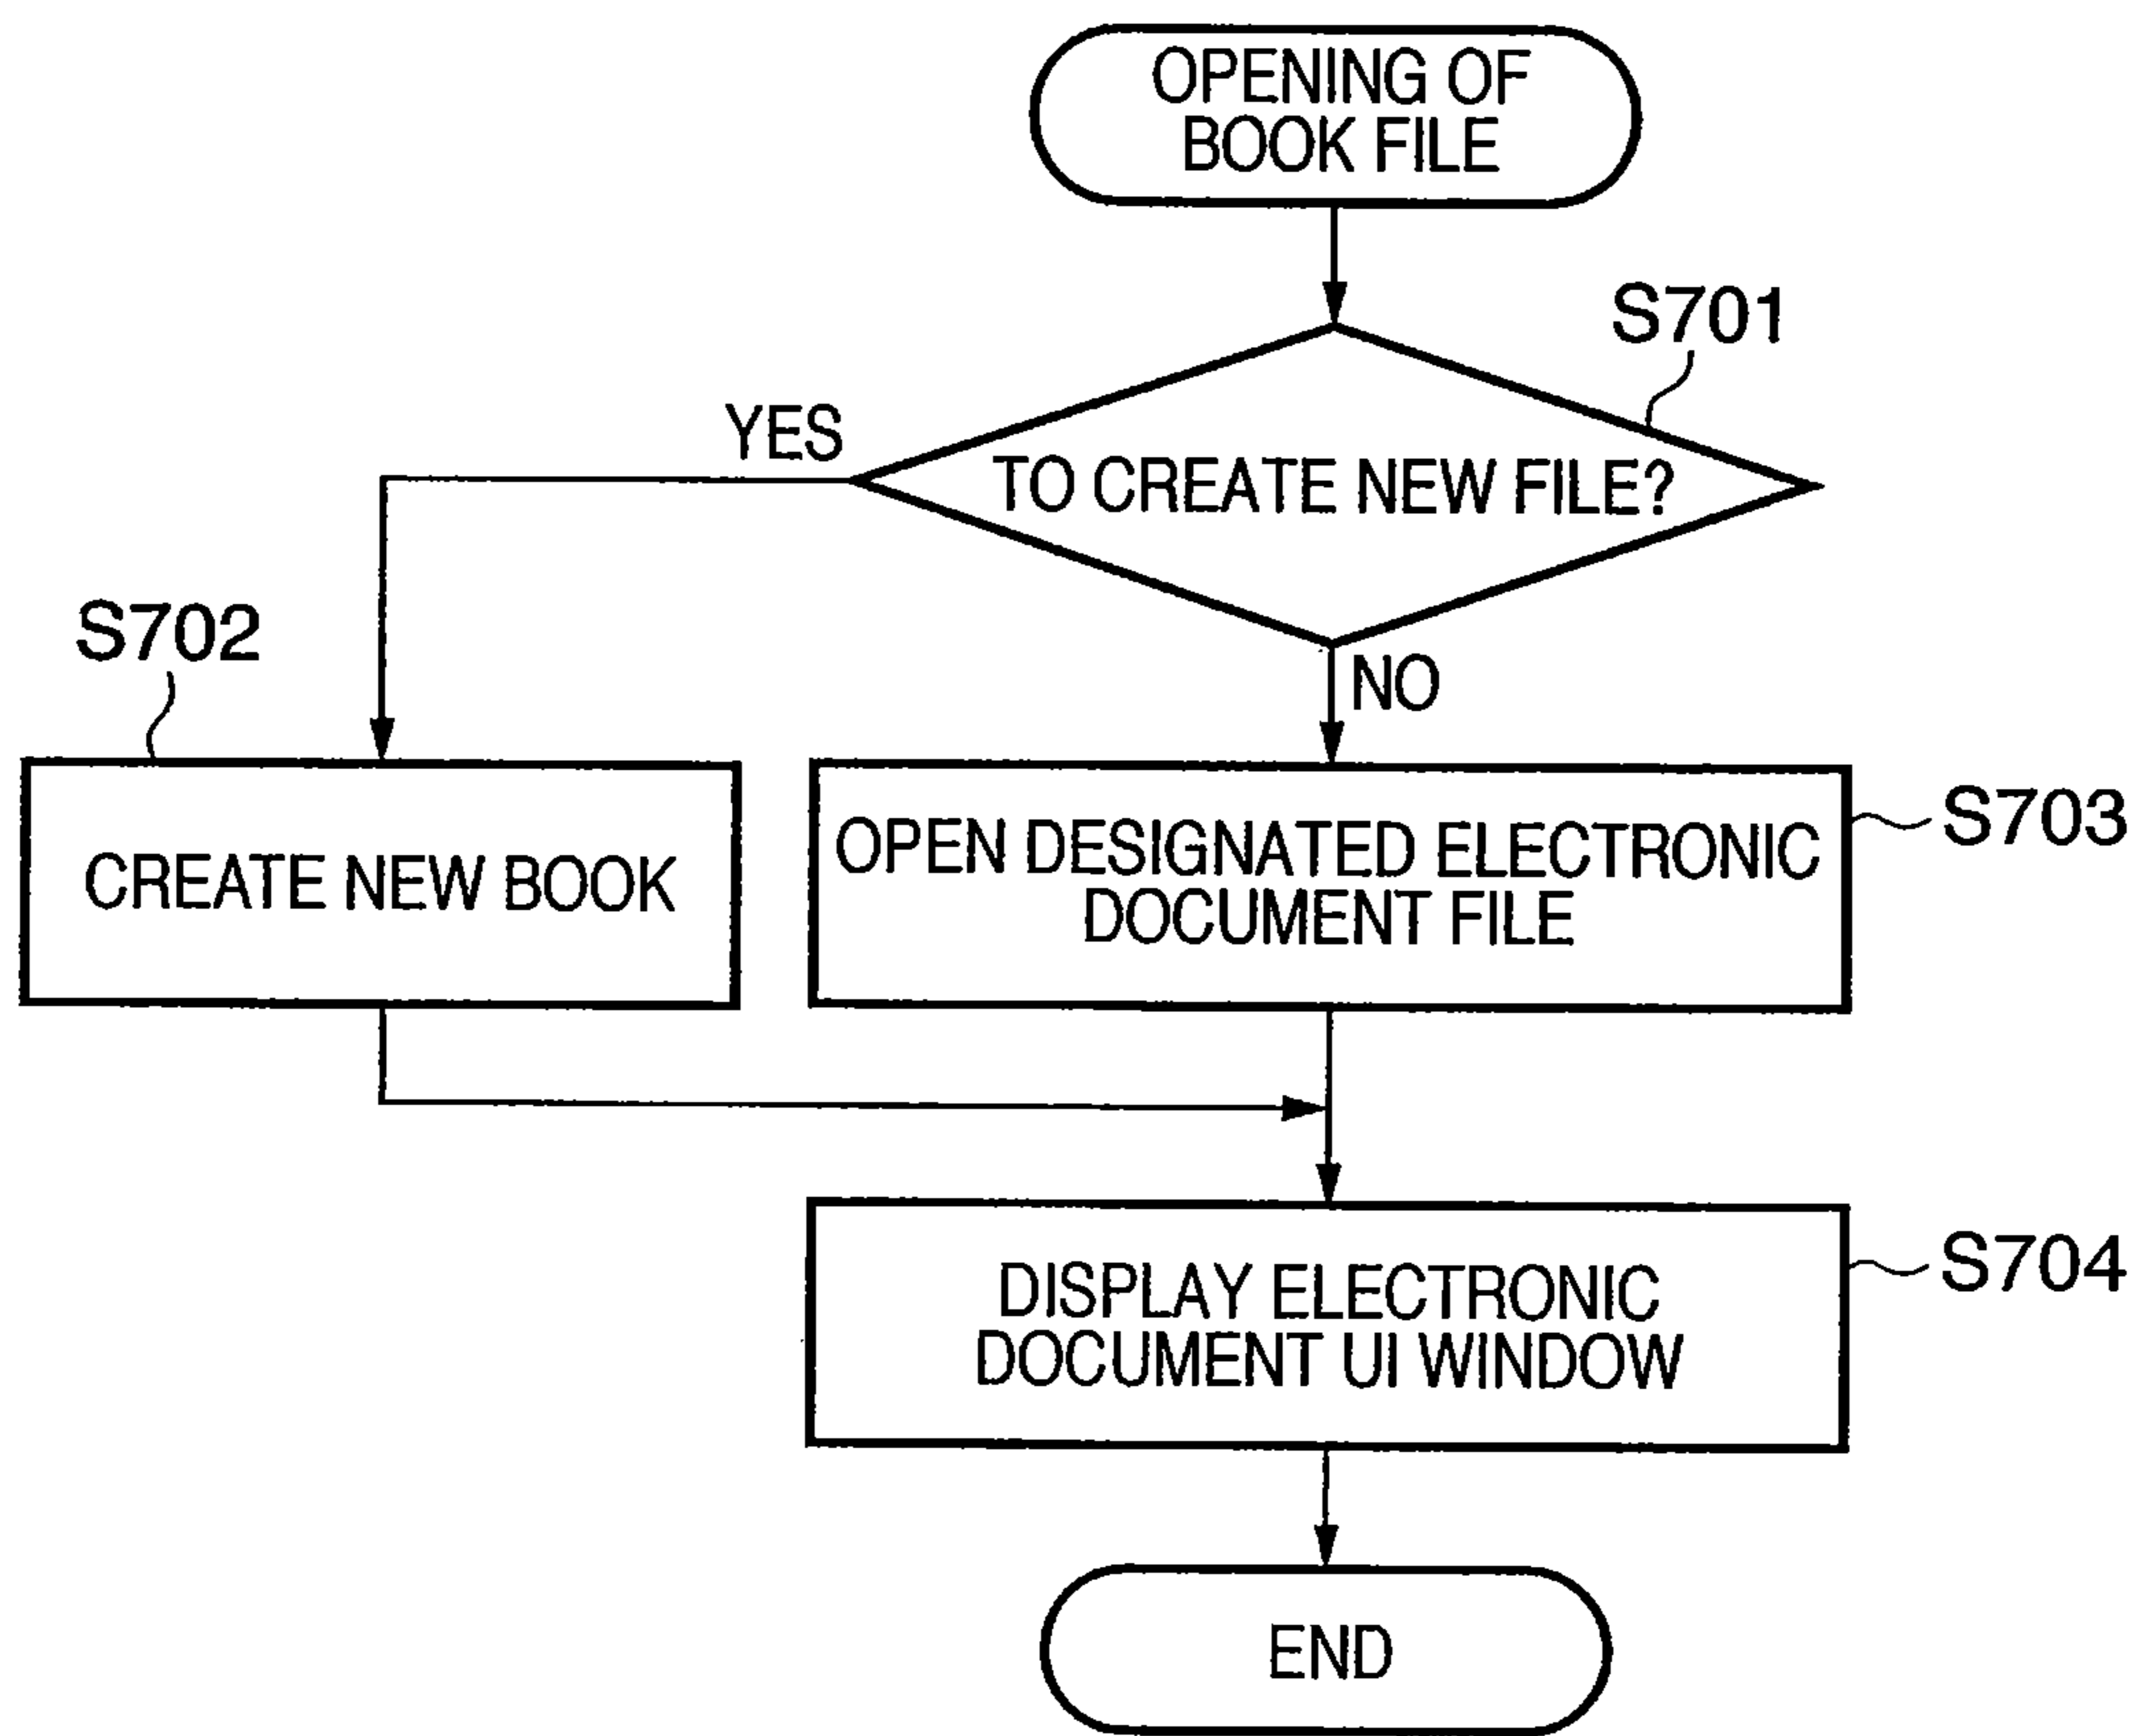 OPENING OF
BOOK FILE
S701
YES
TO CREATE NEW FILE?
S702
NO
CREATE NEW BOOK
OPEN DESIGNATED ELECTRONIC
DOCUMENT FILE
S703
DISPLAY ELECTRONIC
DOCUMENT UI WINDOW
S704
END